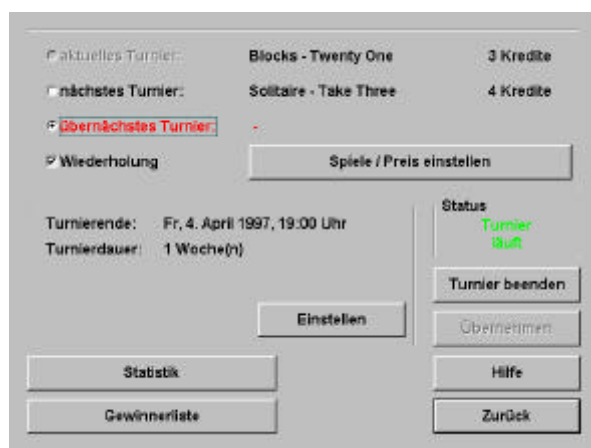 aktuelles Turnier: Blocks - Twenty One 3 Kredite
nächstes Turnier: Solitaire - Take Three 4 Kredite
übernächstes Turnier: -
Wiederholung Spiele / Preis einstellen
Status
Turnier
läuft
Turnierende: Fr, 4. April 1997, 19:00 Uhr
Turnierdauer: 1 Woche(n)
Turnier beenden
Einstellen Übernehmen
Statistik Hilfe
Gewinnerliste Zurück